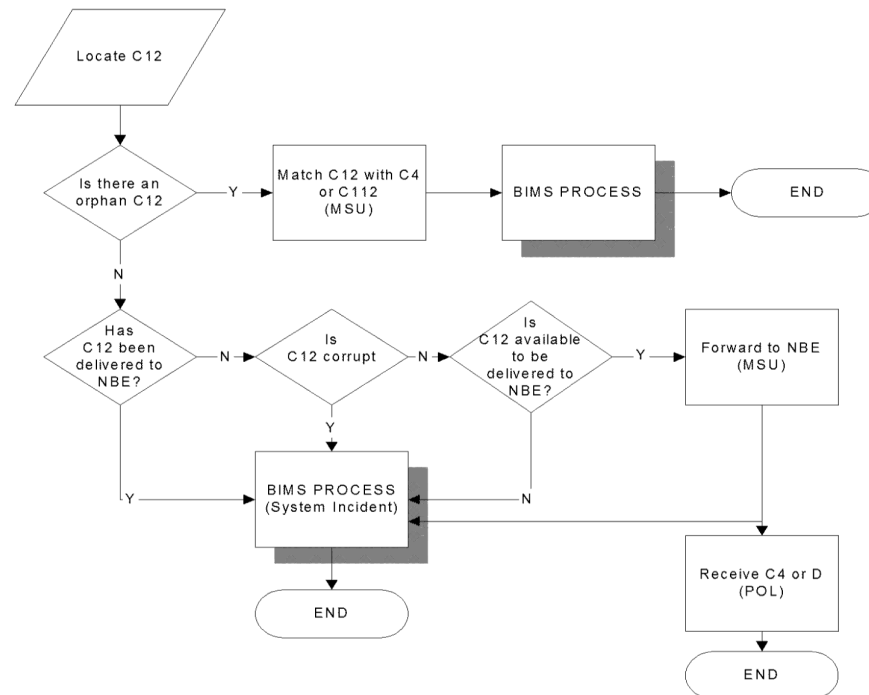 Locate C12
Is there an
orphan C12
Y
Match C12 with C4
or C112
(MSU)
BIMS PROCESS
END
N
Has
C12 been
delivered to
NBE?
N
Is
C12 corrupt
N
Is
C12 available
to be
delivered to
NBE?
Y
Forward to NBE
(MSU)
Y
Y
BIMS PROCESS
(System Incident)
N
Receive C4 or D
(POL)
END
END